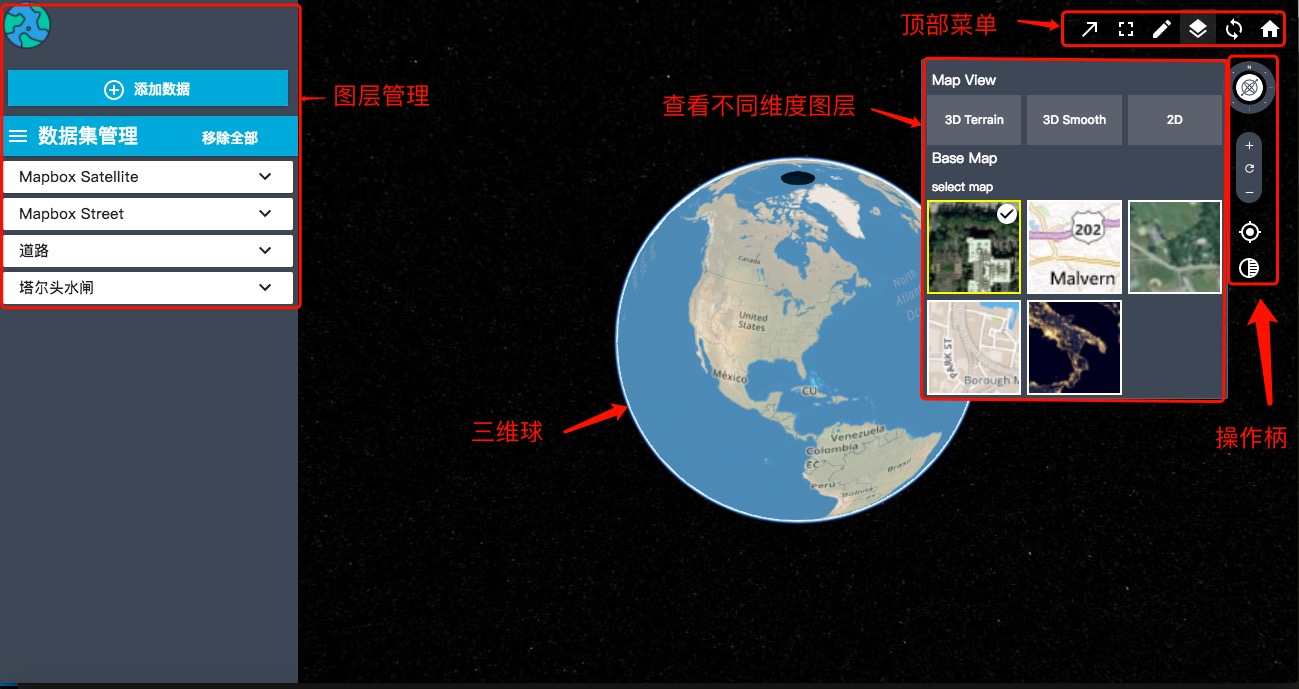 添加数据
数据集管理 移除全部
Mapbox Satellite
Mapbox Street
道路
塔尔头水闸
图层管理
顶部菜单
查看不同维度图层
Map View
3D Terrain 3D Smooth 2D
Base Map
select map
202
Malvern
PARK ST
Borough
N
操作柄
三维球
Canada
United
States
México
CU
North
Venezuela
Colombia
EC
Perú
Brasil
Bolivia